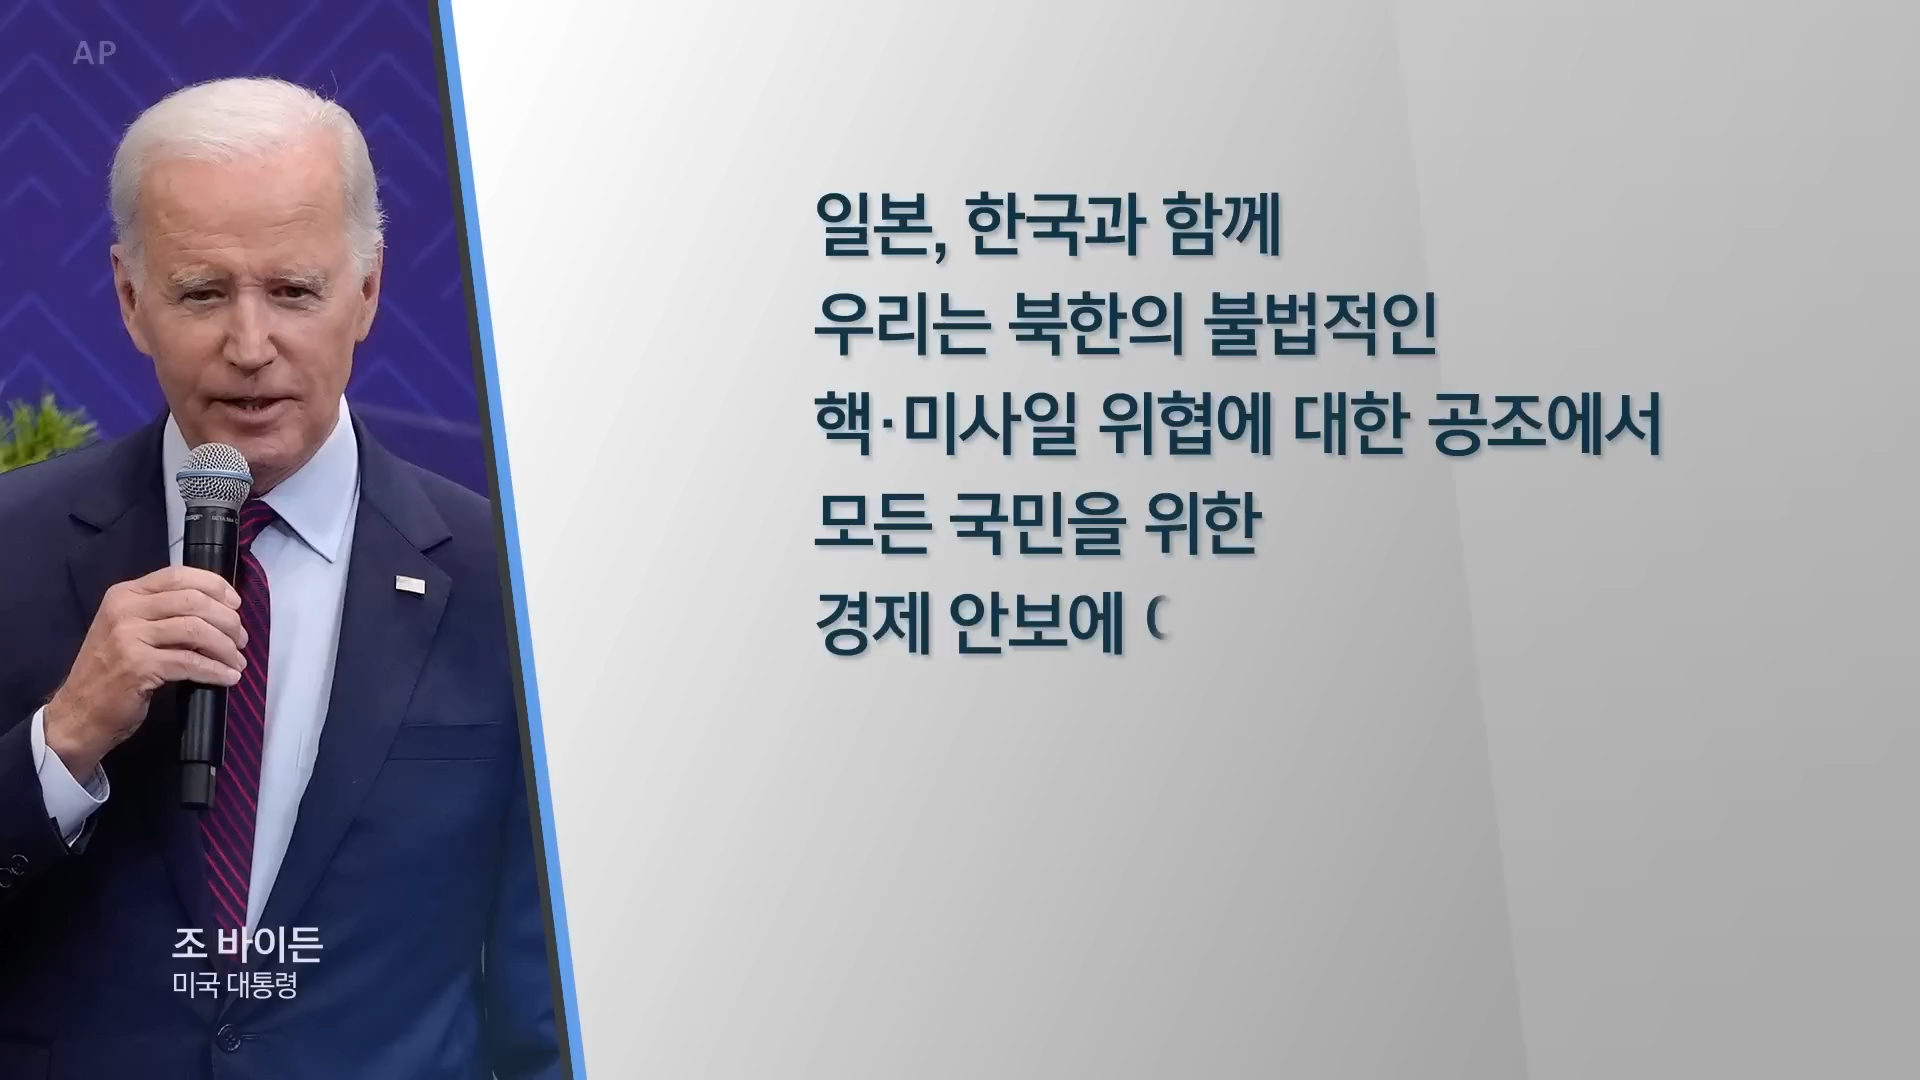 AP
일본, 한국과 함께
우리는 북한의 불법적인
핵·미사일 위협에 대한 공조에서
모든 국민을 위한
경제 안보에
조 바이든
미국 대통령